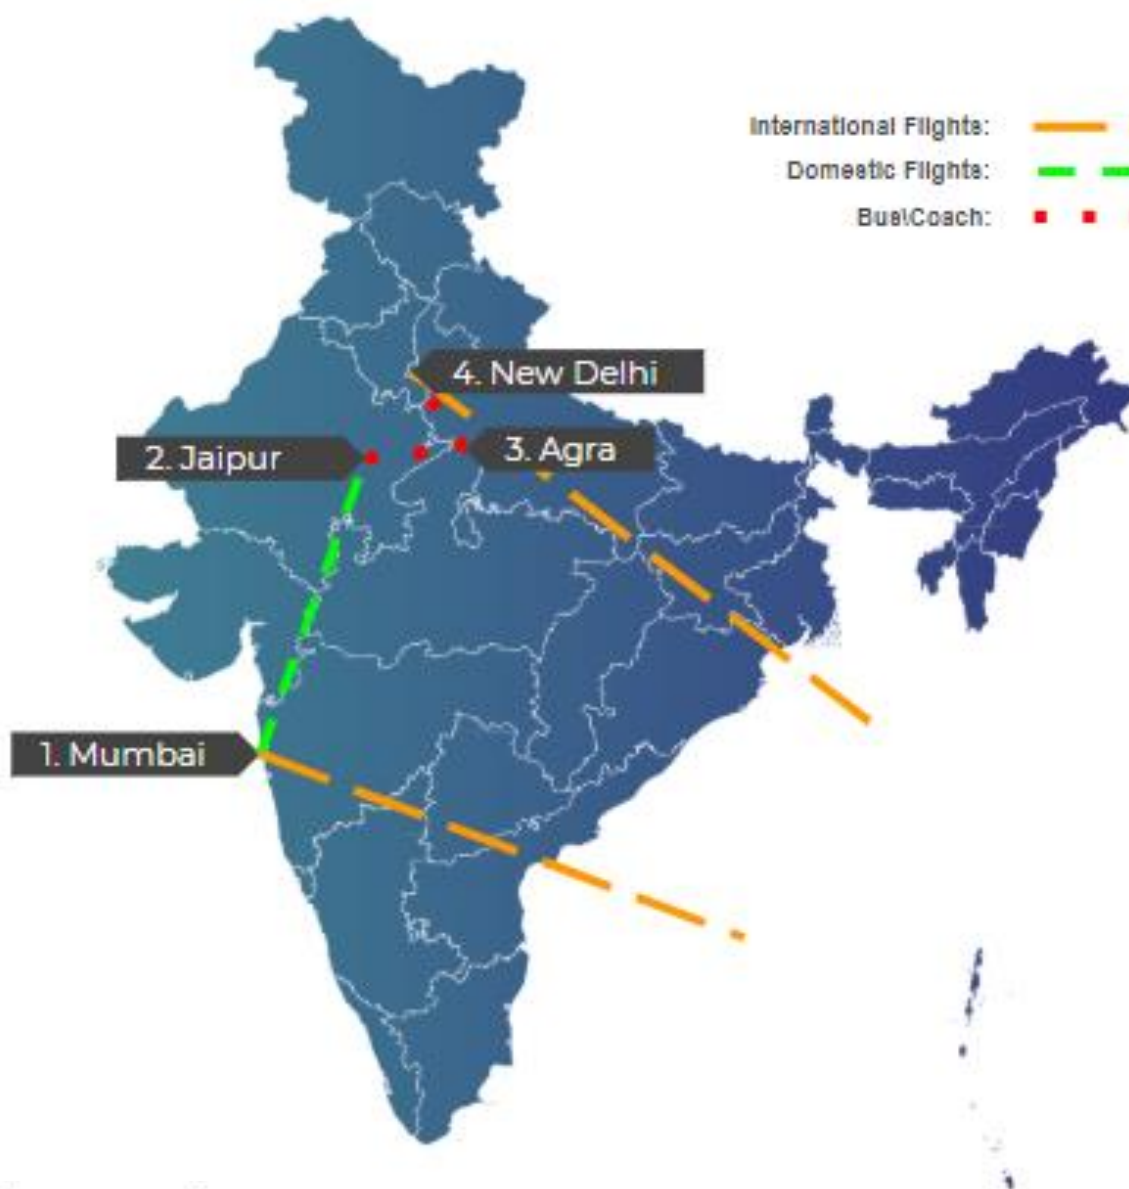 International Flights:
Domestic Flights:
Bus\Coach:
4. New Delhi
2. Jaipur
3. Agra
1. Mumbai